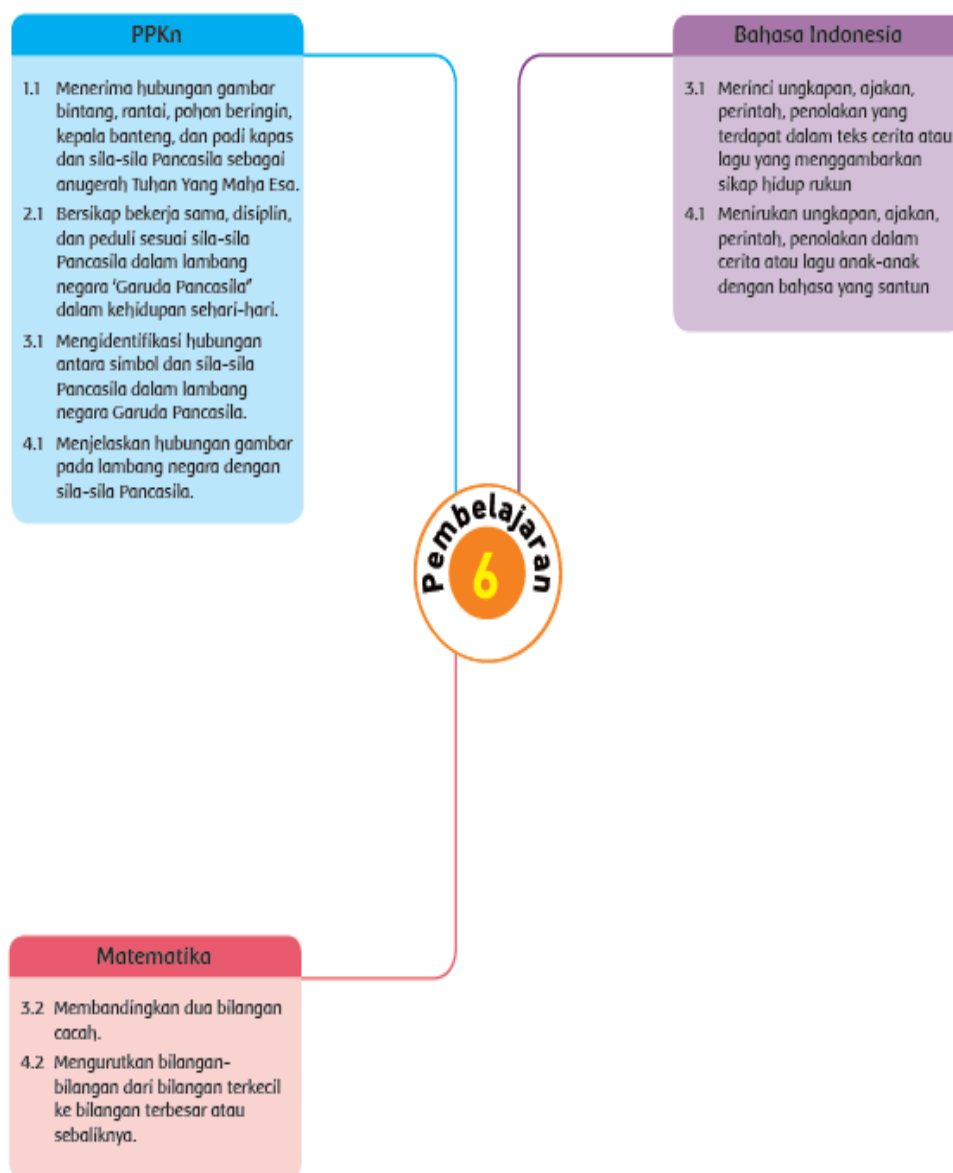 PPKn
1.1 Menerima hubungan gambar
bintang, rantai, pohon beringin,
kepala banteng, dan padi kapas
dan sila-sila Pancasila sebagai
anugerah Tuhan Yang Maha Esa.
2.1 Bersikap bekerja sama, disiplin,
dan peduli sesuai sila-sila
Pancasila dalam lambang
negara ‘Garuda Pancasila”
dalam kehidupan sehari-hari.
3.1 Mengidentifikasi hubungan
antara simbol dan sila-sila
Pancasila dalam lambang
negara Garuda Pancasila.
4.1 Menjelaskan hubungan gambar
pada lambang negara dengan
sila-sila Pancasila.
Bahasa Indonesia
3.1 Merinci ungkapan, ajakan,
perintah, penolakan yang
terdapat dalam teks cerita atau
lagu yang menggambarkan
sikap hidup rukun
4.1 Menirukan ungkapan, ajakan,
perintah, penolakan dalam
cerita atau lagu anak-anak
dengan bahasa yang santun
Pembelajaran
6
Matematika
3.2 Membandingkan dua bilangan
cacah.
4.2 Mengurutkan bilangan-
bilangan dari bilangan terkecil
ke bilangan terbesar atau
sebaliknya.